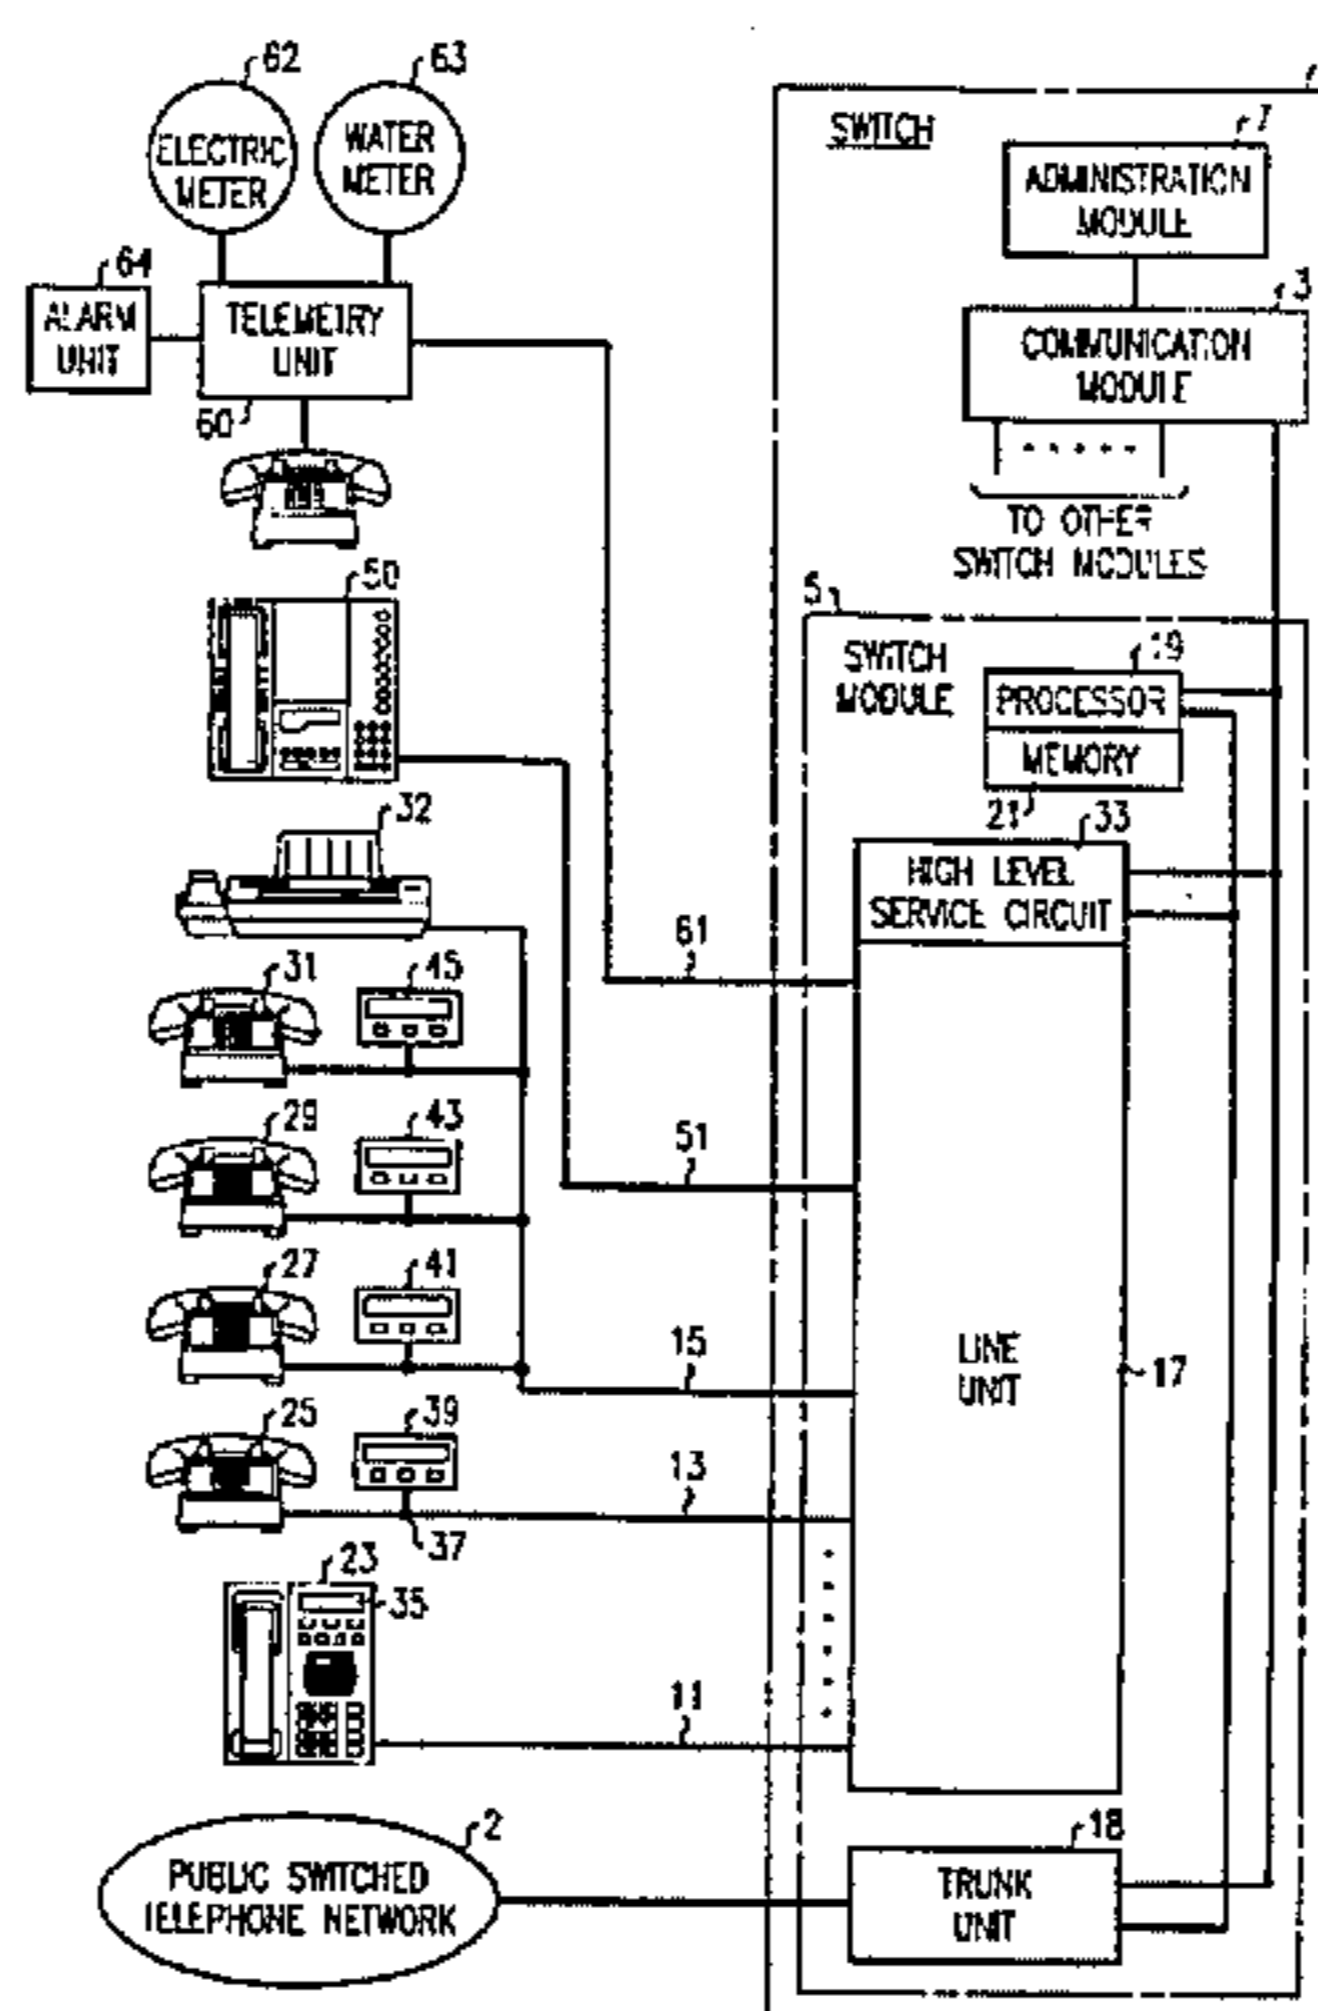 62
63
ELECTRIC
METER
WATER
METER
64
ALARM
UNIT
TELEMETRY
UNIT
60
50
32
31
45
29
43
27
41
25
39
37
23
35
2
PUBLIC SWITCHED
TELEPHONE NETWORK
61
51
15
13
11
SWITCH
7
ADMINISTRATION
MODULE
3
COMMUNICATION
MODULE
TO OTHER
SWITCH MODULES
5
SWITCH
MODULE
19
PROCESSOR
MEMORY
21
33
HIGH LEVEL
SERVICE CIRCUIT
LINE
UNIT
17
18
TRUNK
UNIT